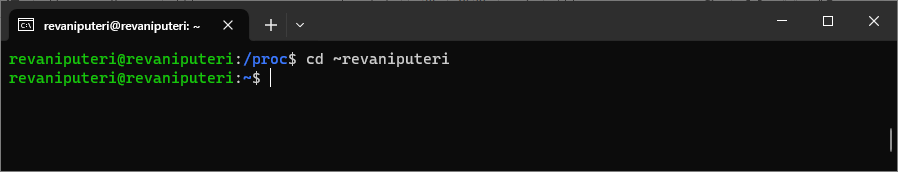 revaniputeri@revaniputeri: ~
revaniputeri@revaniputeri:/proc$ cd ~revaniputeri
revaniputeri@revaniputeri:~$